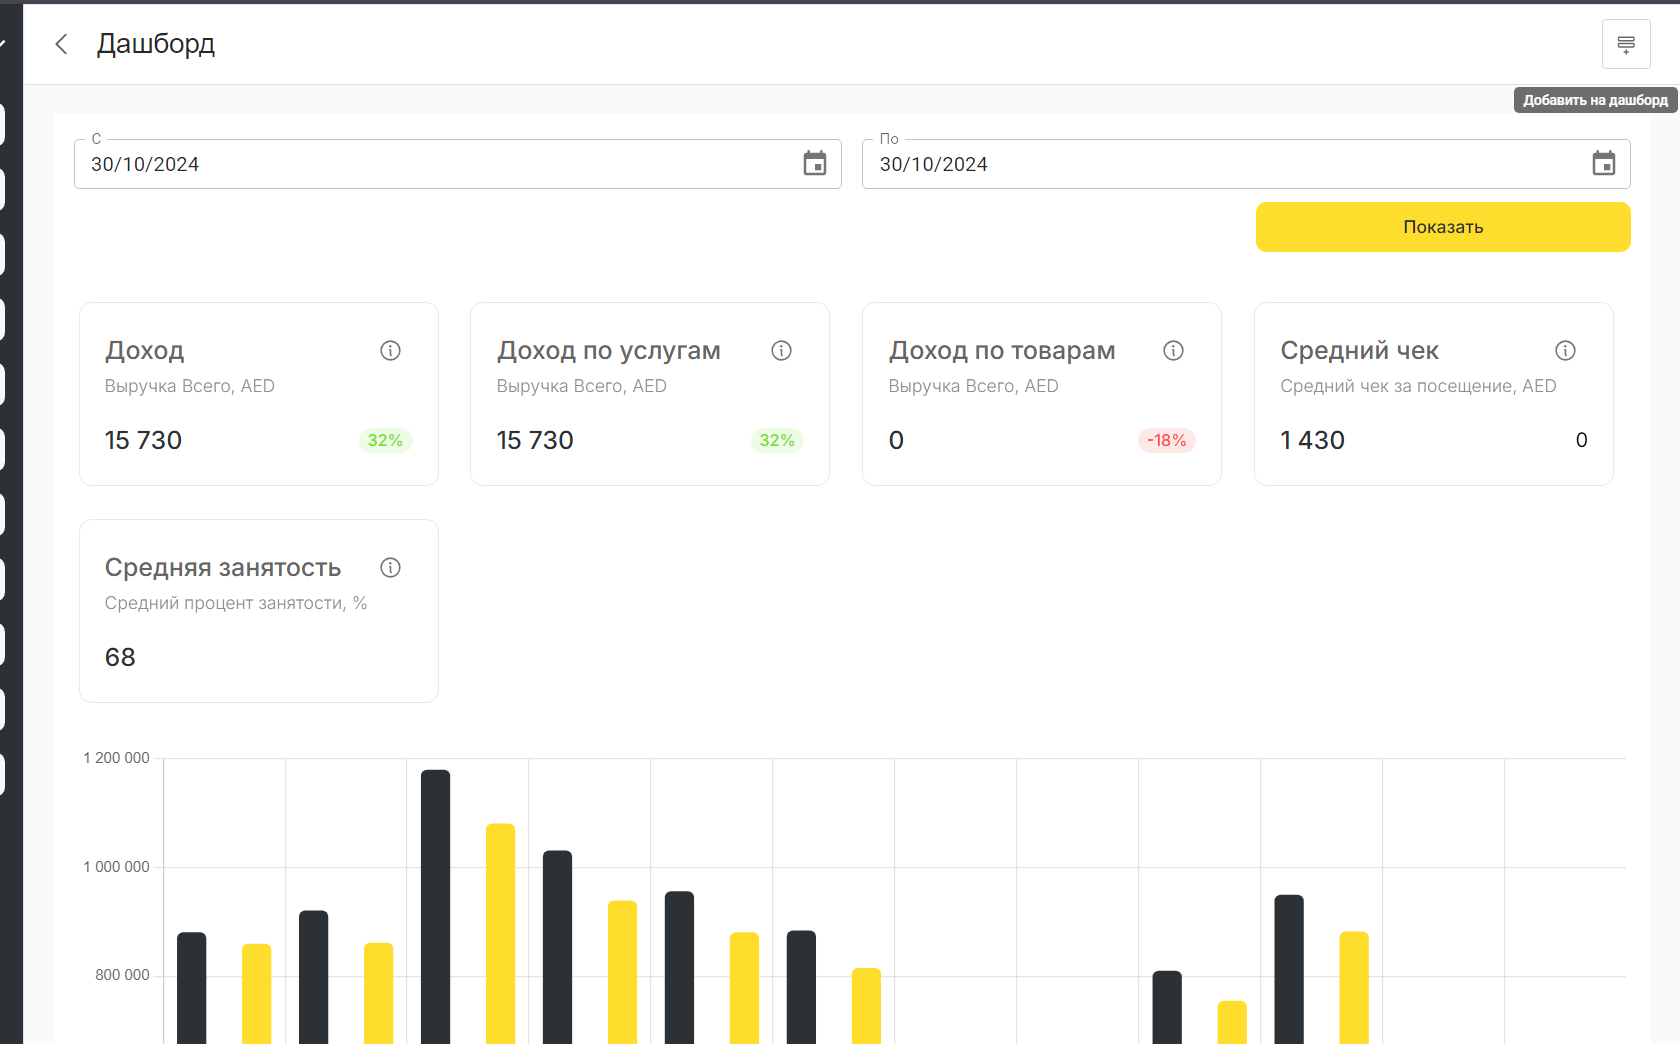 Дашборд
Добавить на дашборд
С
30/10/2024
По
30/10/2024
Показать
Доход
Выручка Всего, AED
15 730
32%
Доход по услугам
Выручка Всего, AED
15 730
32%
Доход по товарам
Выручка Всего, AED
0
-18%
Средний чек
Средний чек за посещение, AED
1 430
0
Средняя занятость
Средний процент занятости, %
68
1 200 000
1 000 000
800 000